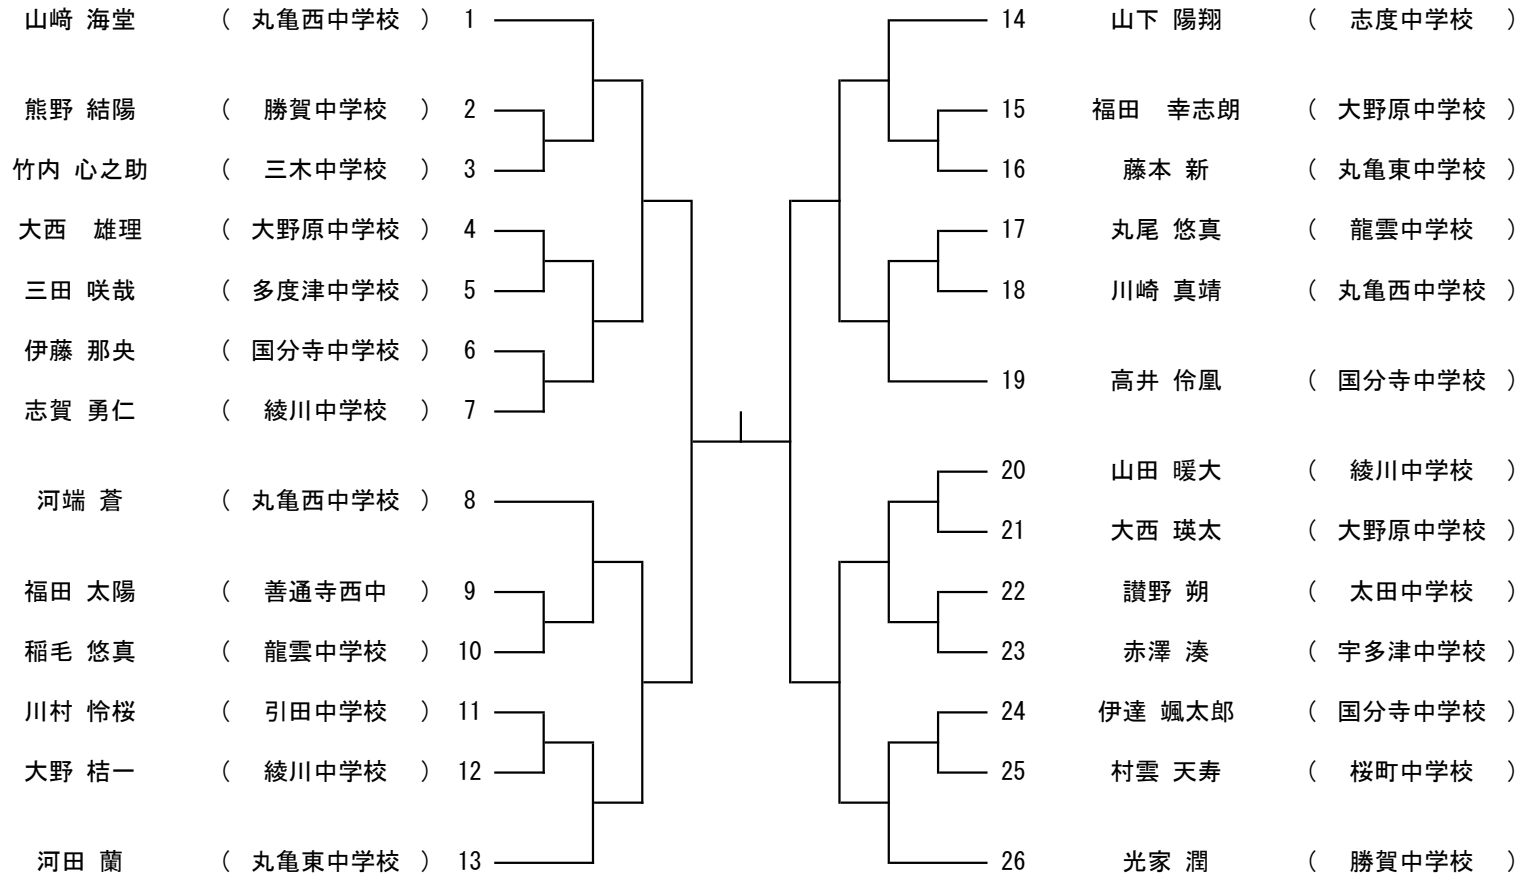 山﨑 海堂 （ 丸亀西中学校 ） 1
熊野 結陽 （ 勝賀中学校 ） 2
竹内 心之助 （ 三木中学校 ） 3
大西　雄理 （ 大野原中学校 ） 4
三田 咲哉 （ 多度津中学校 ） 5
伊藤 那央 （ 国分寺中学校 ） 6
志賀 勇仁 （ 綾川中学校 ） 7
河端 蒼 （ 丸亀西中学校 ） 8
福田 太陽 （ 善通寺西中 ） 9
稲毛 悠真 （ 龍雲中学校 ） 10
川村 怜桜 （ 引田中学校 ） 11
大野 桔一 （ 綾川中学校 ） 12
河田 蘭 （ 丸亀東中学校 ） 13
14 山下 陽翔 （ 志度中学校 ）
15 福田　幸志朗 （ 大野原中学校 ）
16 藤本 新 （ 丸亀東中学校 ）
17 丸尾 悠真 （ 龍雲中学校 ）
18 川崎 真靖 （ 丸亀西中学校 ）
19 高井 伶凰 （ 国分寺中学校 ）
20 山田 暖大 （ 綾川中学校 ）
21 大西 瑛太 （ 大野原中学校 ）
22 讃野 朔 （ 太田中学校 ）
23 赤澤 湊 （ 宇多津中学校 ）
24 伊達 颯太郎 （ 国分寺中学校 ）
25 村雲 天寿 （ 桜町中学校 ）
26 光家 潤 （ 勝賀中学校 ）